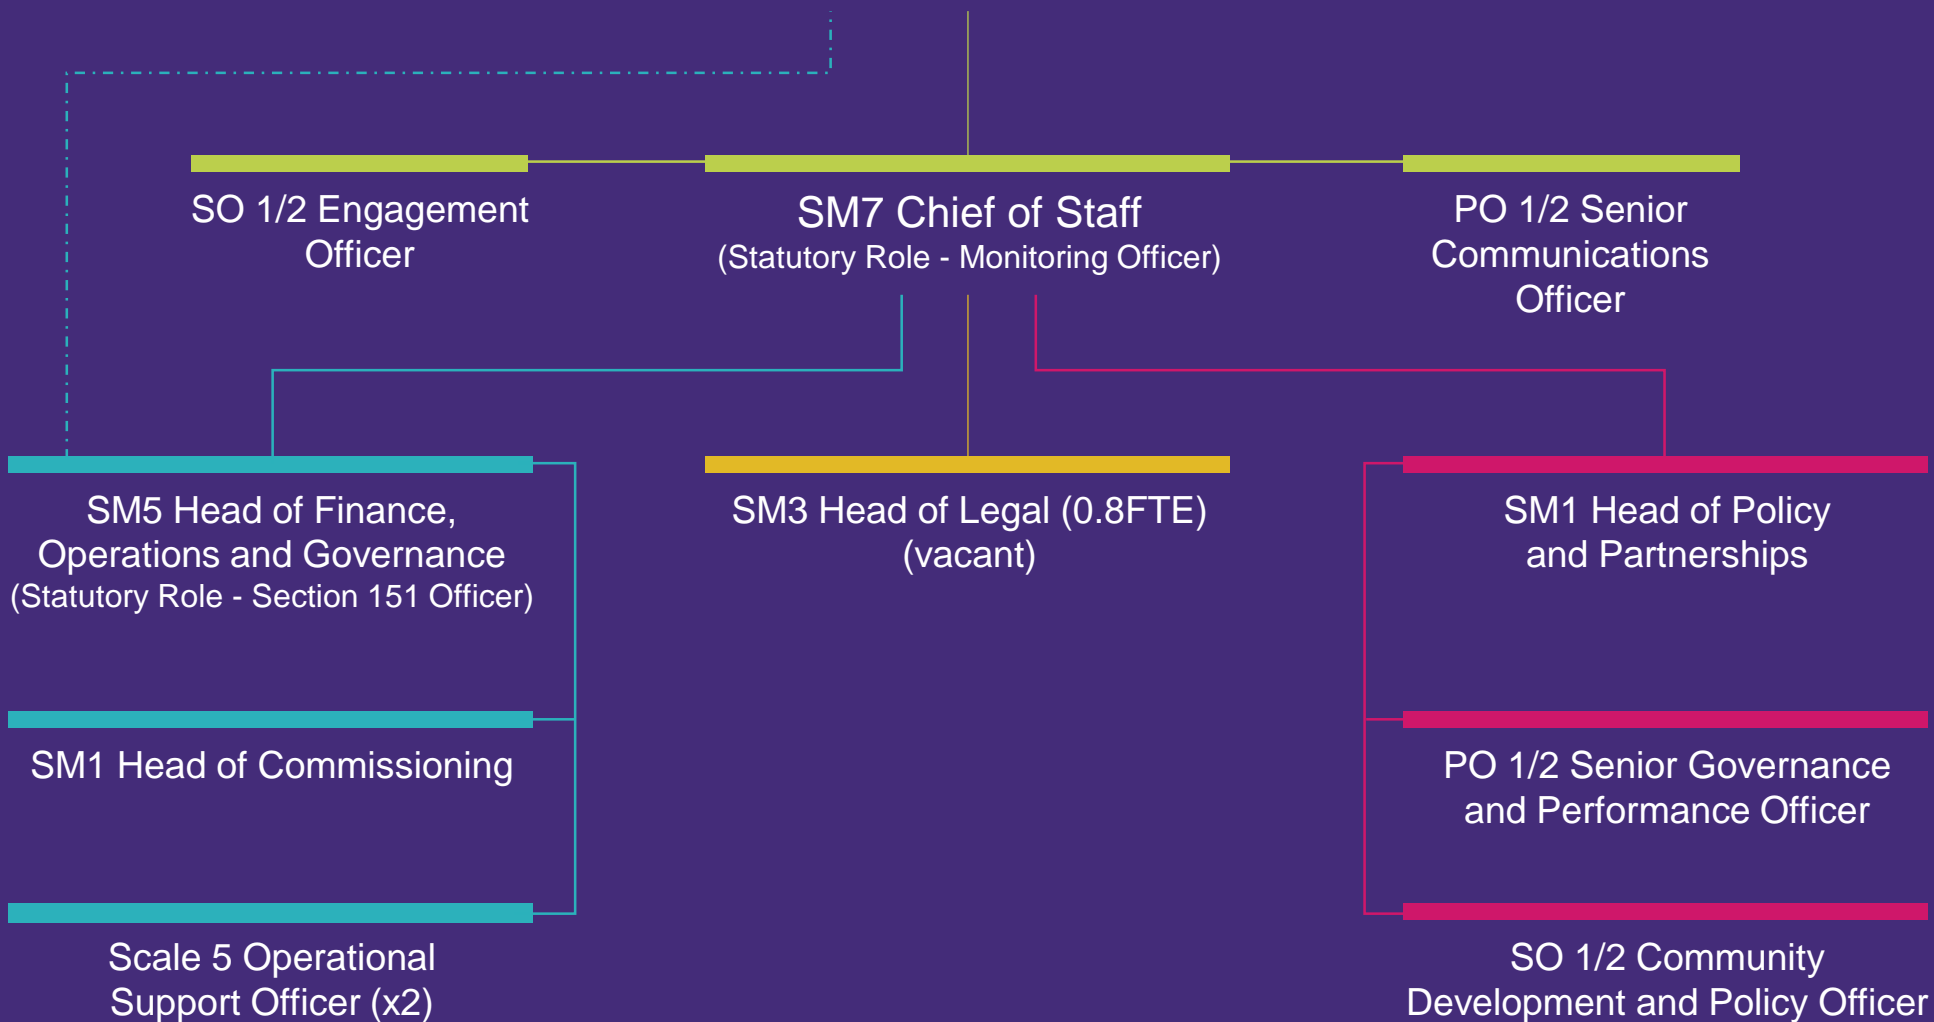 SO 1/2 Engagement
Officer
SM7 Chief of Staff
(Statutory Role - Monitoring Officer)
PO 1/2 Senior
Communications
Officer
SM5 Head of Finance,
Operations and Governance
(Statutory Role - Section 151 Officer)
SM3 Head of Legal (0.8FTE)
(vacant)
SM1 Head of Policy
and Partnerships
SM1 Head of Commissioning
PO 1/2 Senior Governance
and Performance Officer
Scale 5 Operational
Support Officer (x2)
SO 1/2 Community
Development and Policy Officer